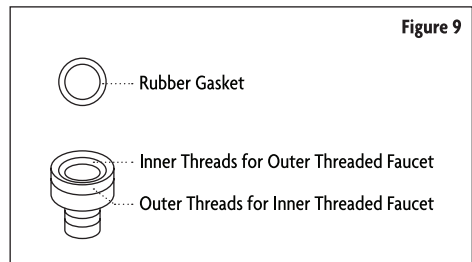 Figure 9
Rubber Gasket
Inner Threads for Outer Threaded Faucet
Outer Threads for Inner Threaded Faucet